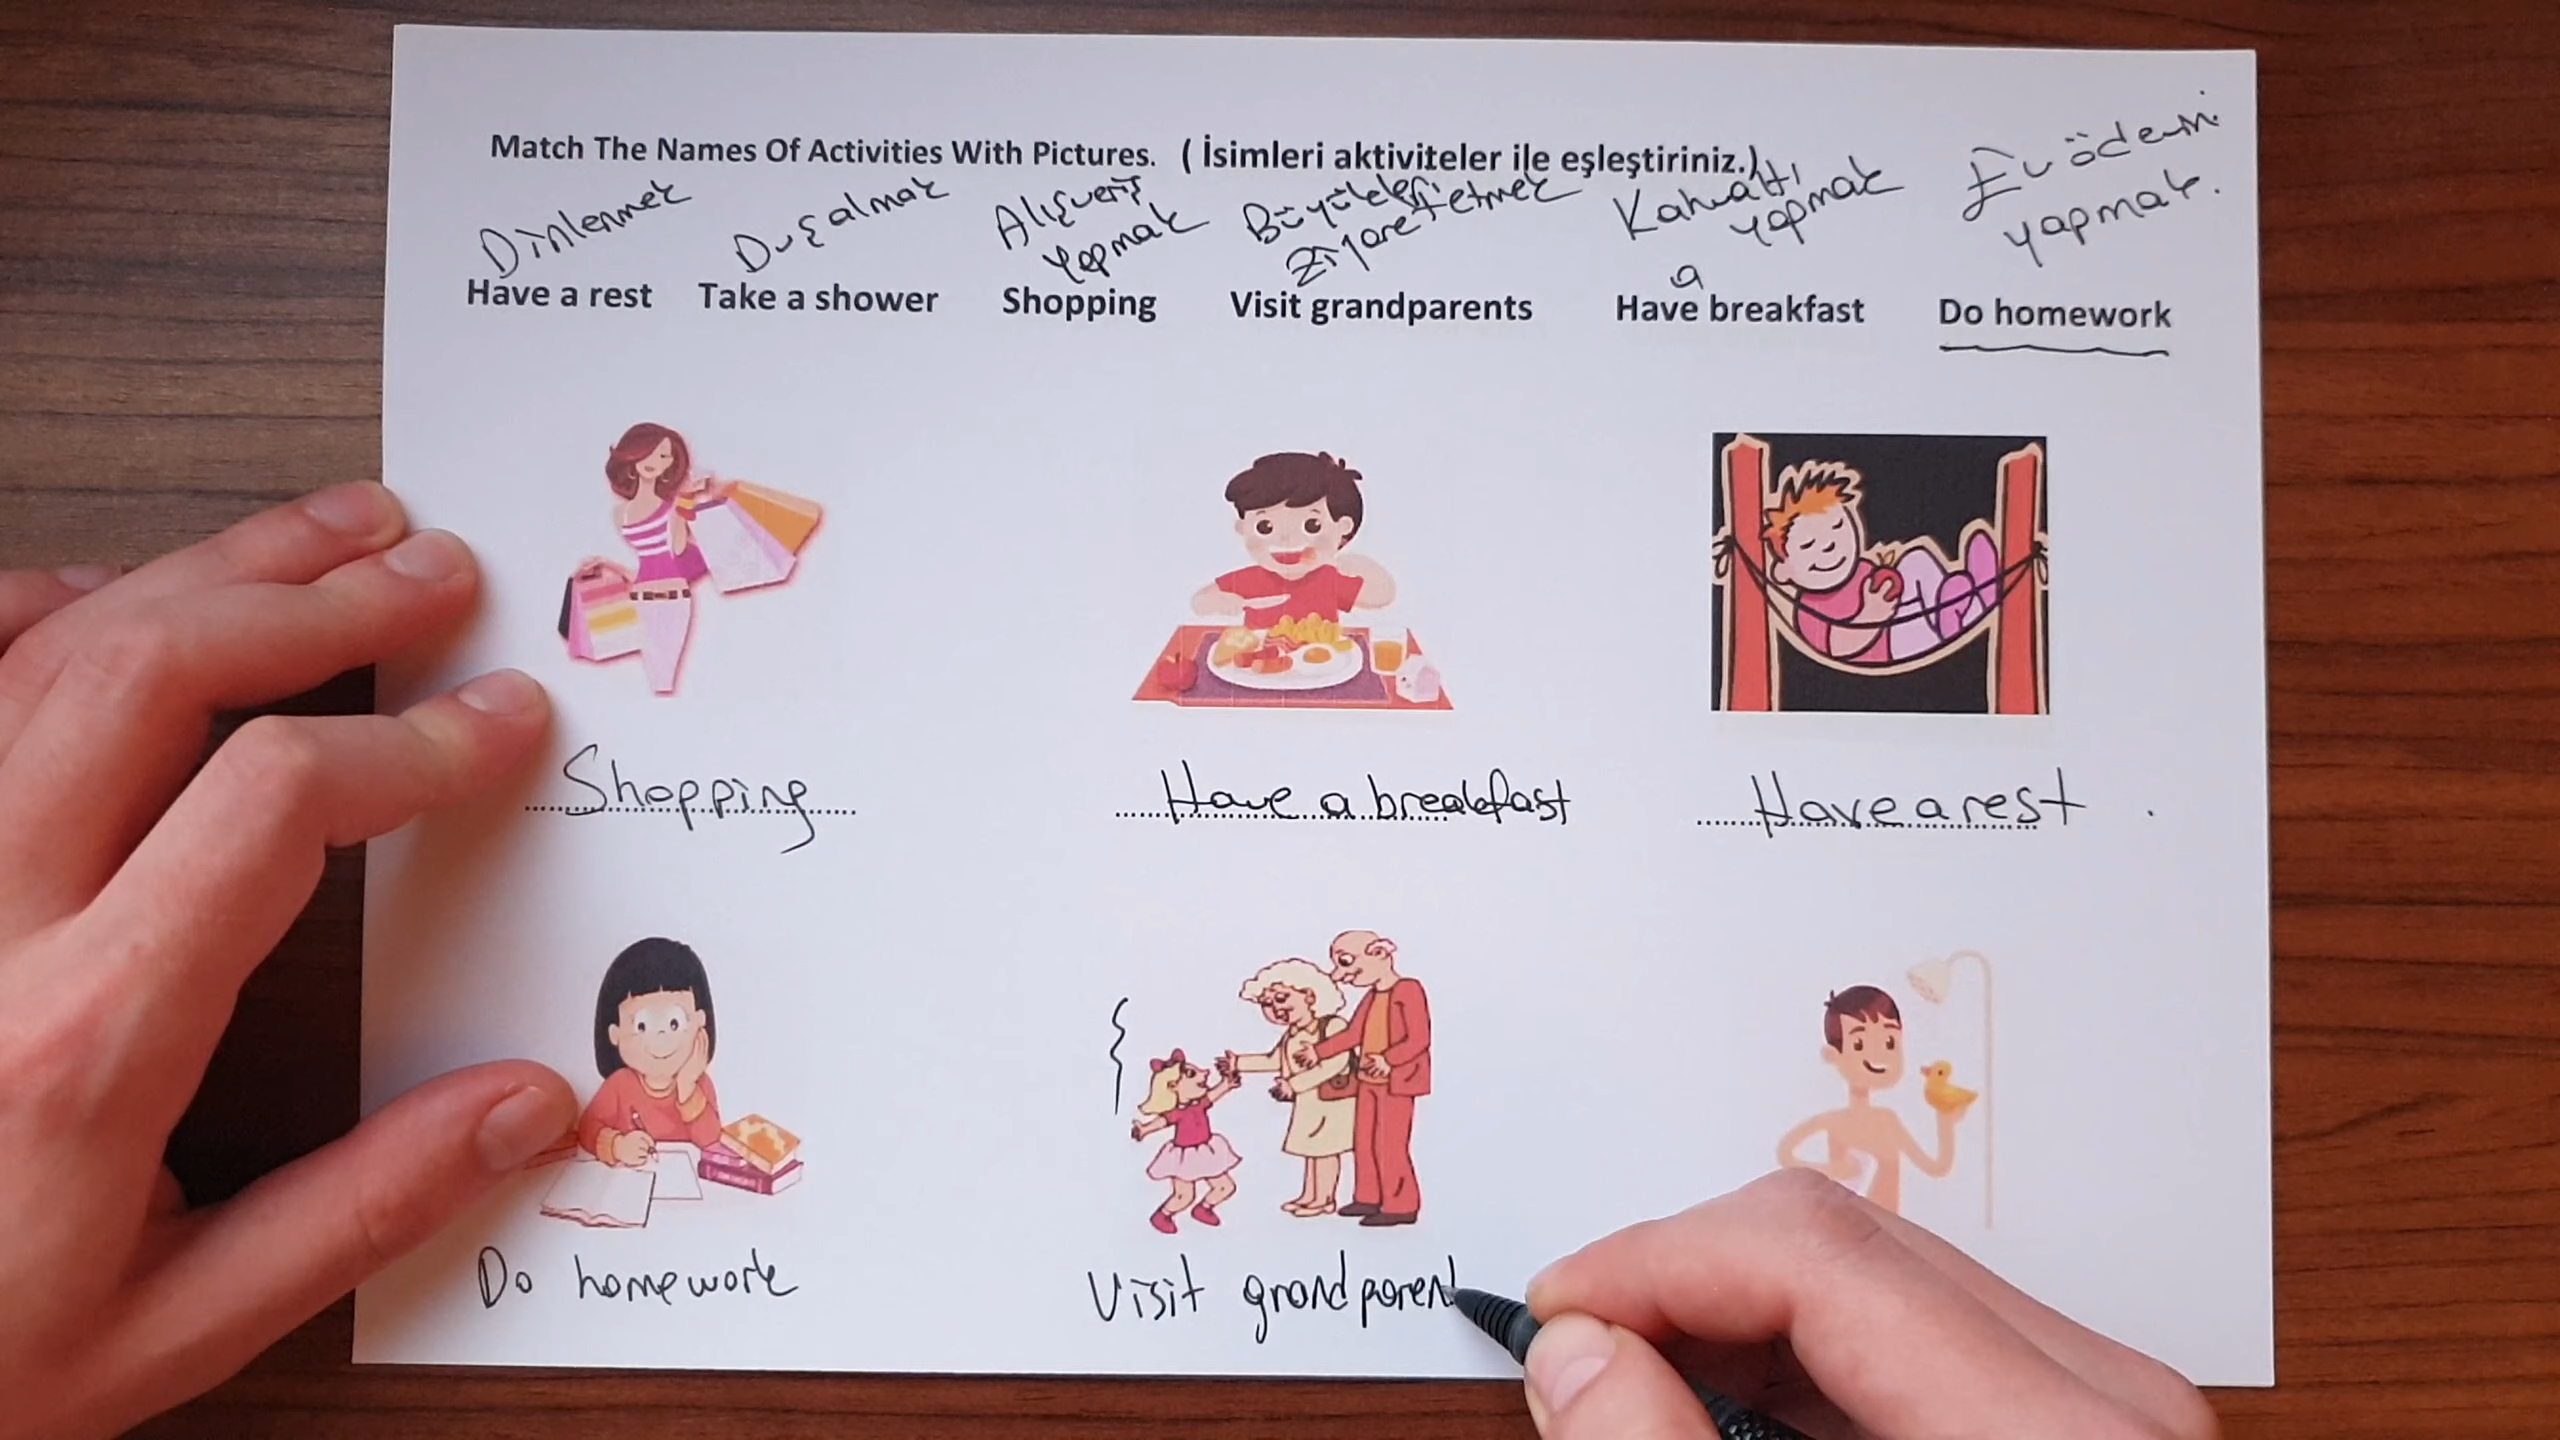 Match The Names Of Activities With Pictures. ( İsimleri aktiviteler ile eşleştiriniz.)
Dinlenmek Duş almak Alışveriş yapmak Büyükleri ziyaret etmek Kahvaltı yapmak Ev ödevini yapmak.
a
Have a rest Take a shower Shopping Visit grandparents Have breakfast Do homework
Shopping Have a breakfast Have a rest .
Do homework Visit grandparent